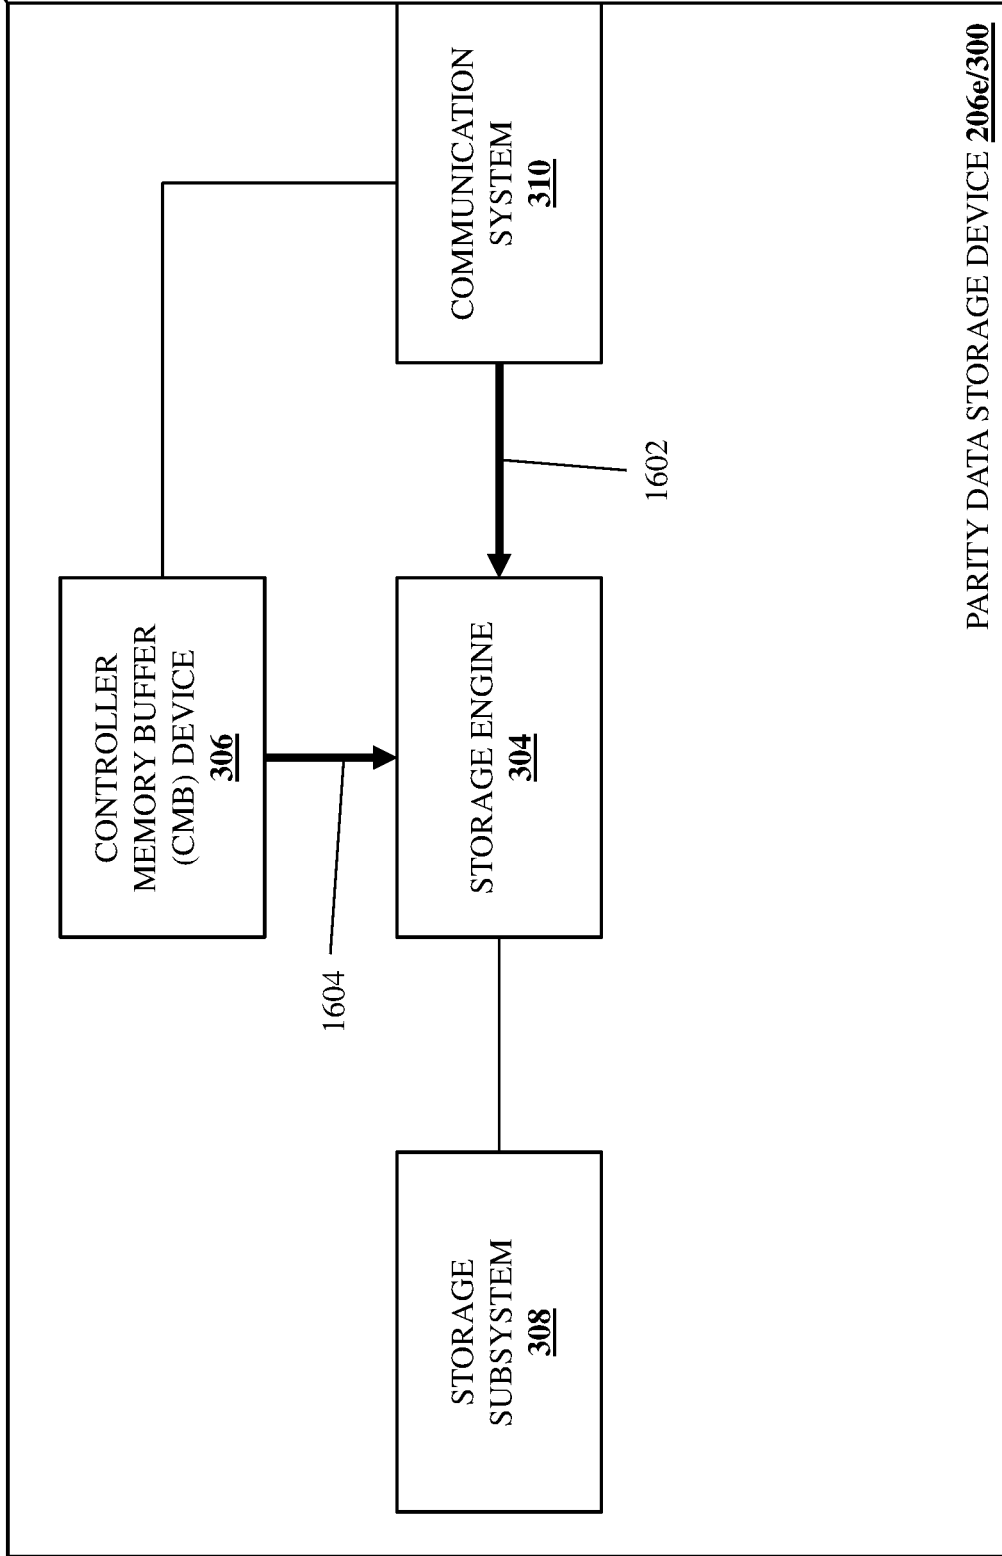 CONTROLLER
MEMORY BUFFER
(CMB) DEVICE
306
1604
STORAGE
SUBSYSTEM
308
STORAGE ENGINE
304
COMMUNICATION
SYSTEM
310
1602
PARITY DATA STORAGE DEVICE 206e/300